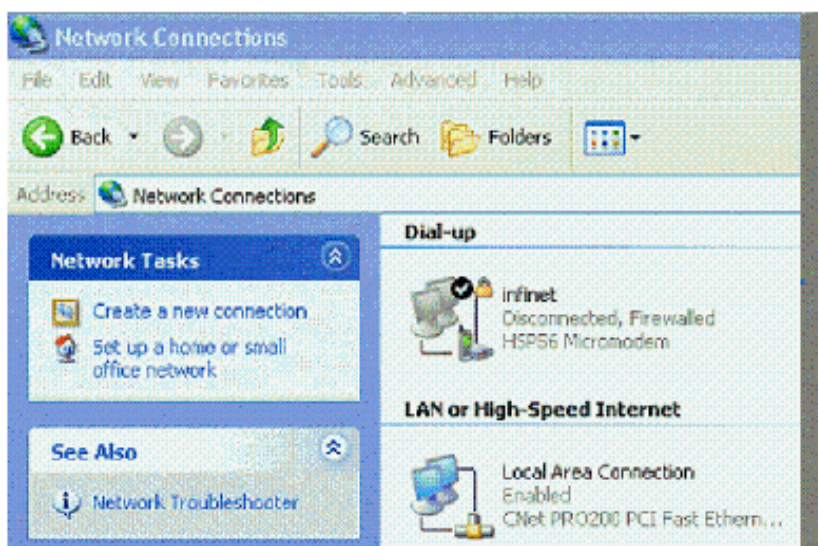 Network Connections
File Edit View Favorites Tools Advanced Help
Back Search Folders
Address Network Connections
Network Tasks
Create a new connection
Set up a home or small
office network
See Also
Network Troubleshooter
Dial-up
infinet
Disconnected, Firewalled
HSP56 Micromodem
LAN or High-Speed Internet
Local Area Connection
Enabled
CNet PRO200 PCI Fast Ethern...